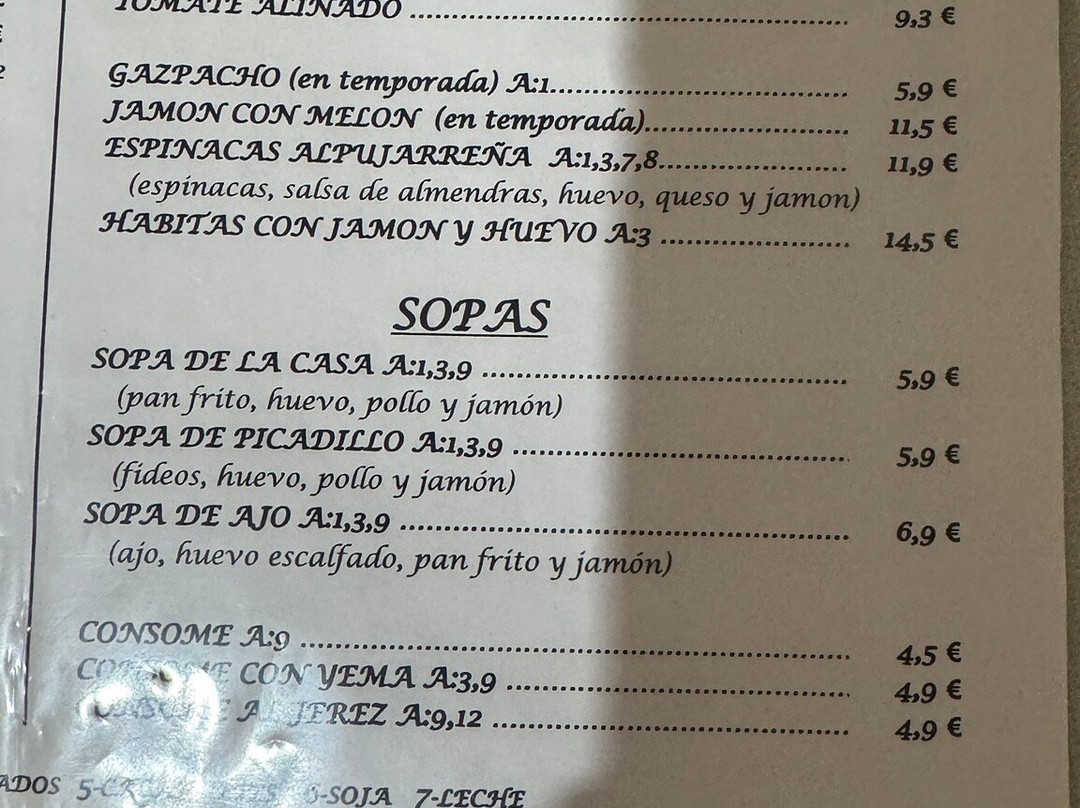 TOMATE ALIÑADO ........ 9,3 €
GAZPACHO (en temporada) A:1........ 5,9 €
JAMON CON MELON (en temporada)........ 11,5 €
ESPINACAS ALPUJARREÑA A:1,3,7,8........ 11,9 €
(espinacas, salsa de almendras, huevo, queso y jamon)
HABITAS CON JAMON Y HUEVO A:3 ........ 14,5 €
SOPAS
SOPA DE LA CASA A:1,3,9 ........ 5,9 €
(pan frito, huevo, pollo y jamón)
SOPA DE PICADILLO A:1,3,9 ........ 5,9 €
(fideos, huevo, pollo y jamón)
SOPA DE AJO A:1,3,9 ........ 6,9 €
(ajo, huevo escalfado, pan frito y jamón)
CONSOME A:9 ........ 4,5 €
CONSOME CON YEMA A:3,9 ........ 4,9 €
CONSOME AL JEREZ A:9,12 ........ 4,9 €
ADOS 5- -SOJA 7-LECHE